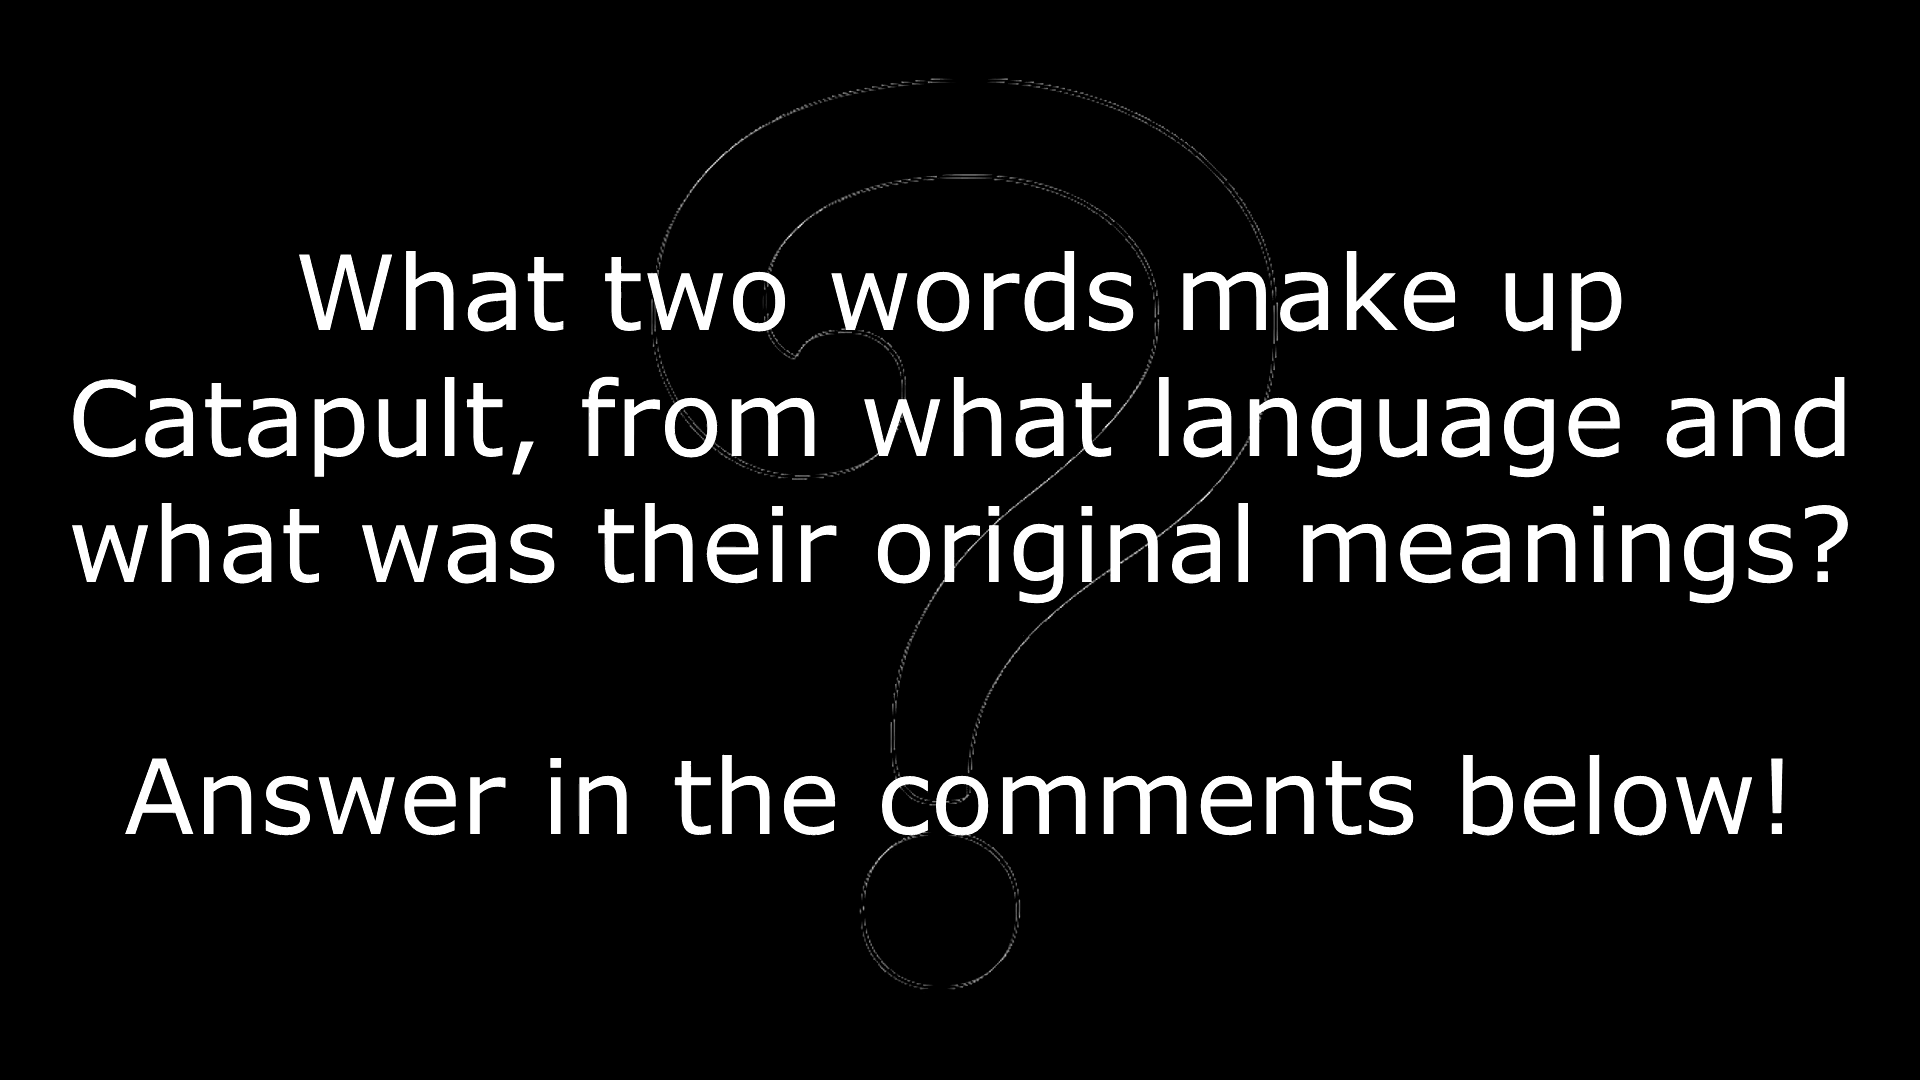 What two words make up
Catapult, from what language and
what was their original meanings?
Answer in the comments below!